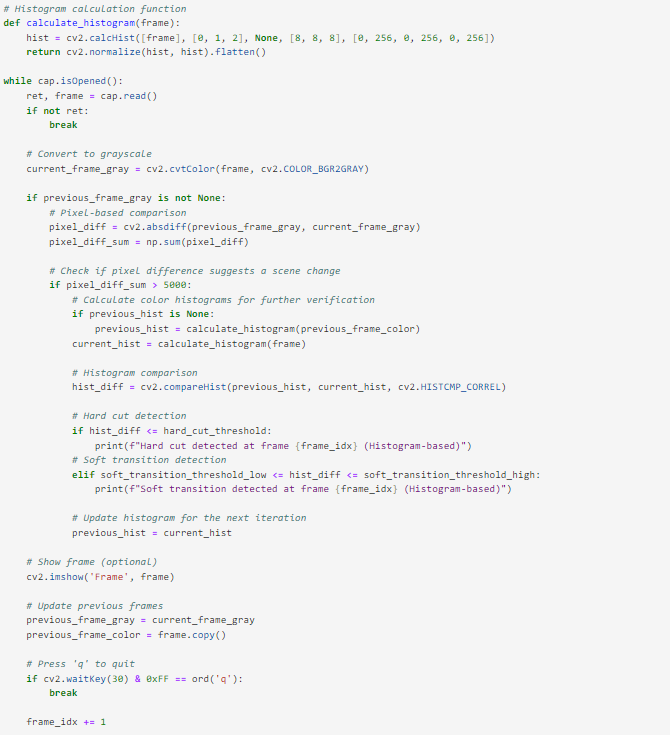 # Histogram calculation function
def calculate_histogram(frame):
    hist = cv2.calcHist([frame], [0, 1, 2], None, [8, 8, 8], [0, 256, 0, 256, 0, 256])
    return cv2.normalize(hist, hist).flatten()

while cap.isOpened():
    ret, frame = cap.read()
    if not ret:
        break

    # Convert to grayscale
    current_frame_gray = cv2.cvtColor(frame, cv2.COLOR_BGR2GRAY)

    if previous_frame_gray is not None:
        # Pixel-based comparison
        pixel_diff = cv2.absdiff(previous_frame_gray, current_frame_gray)
        pixel_diff_sum = np.sum(pixel_diff)

        # Check if pixel difference suggests a scene change
        if pixel_diff_sum > 5000:
            # Calculate color histograms for further verification
            if previous_hist is None:
                previous_hist = calculate_histogram(previous_frame_color)
            current_hist = calculate_histogram(frame)

            # Histogram comparison
            hist_diff = cv2.compareHist(previous_hist, current_hist, cv2.HISTCMP_CORREL)

            # Hard cut detection
            if hist_diff <= hard_cut_threshold:
                print(f"Hard cut detected at frame {frame_idx} (Histogram-based)")
            # Soft transition detection
            elif soft_transition_threshold_low <= hist_diff <= soft_transition_threshold_high:
                print(f"Soft transition detected at frame {frame_idx} (Histogram-based)")

            # Update histogram for the next iteration
            previous_hist = current_hist

    # Show frame (optional)
    cv2.imshow('Frame', frame)

    # Update previous frames
    previous_frame_gray = current_frame_gray
    previous_frame_color = frame.copy()

    # Press 'q' to quit
    if cv2.waitKey(30) & 0xFF == ord('q'):
        break

    frame_idx += 1